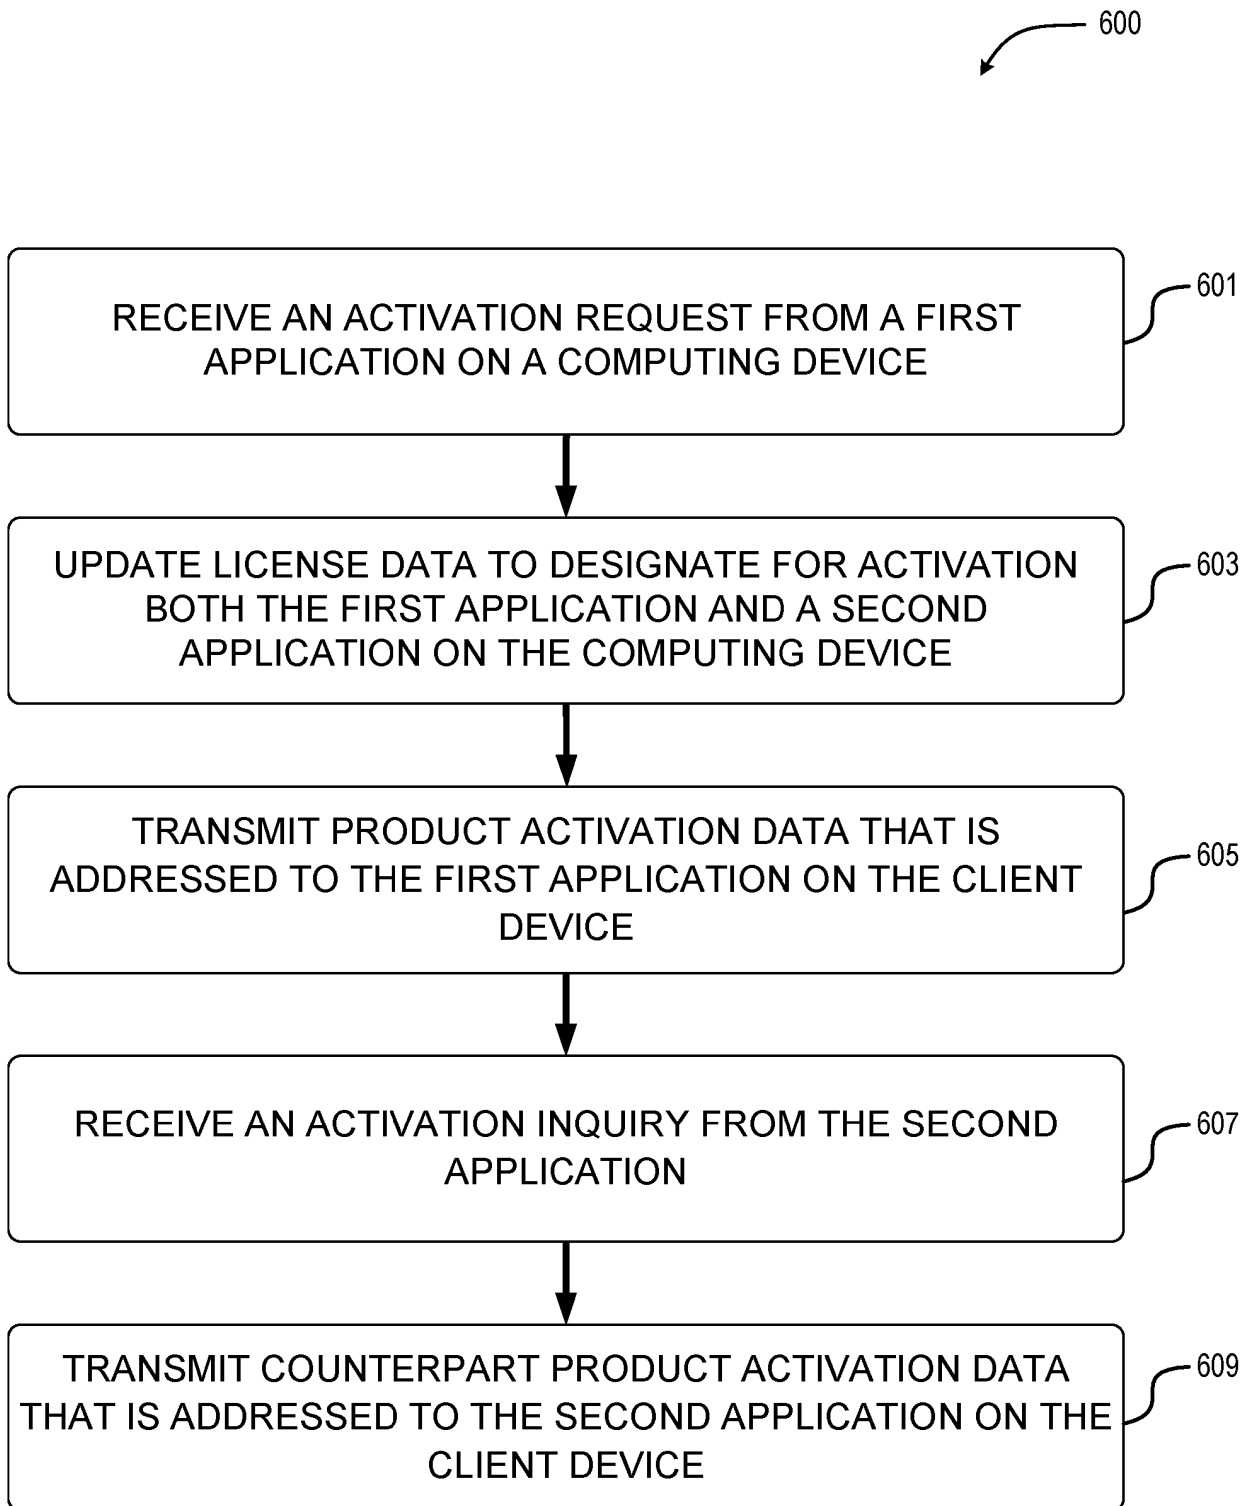 600
RECEIVE AN ACTIVATION REQUEST FROM A FIRST
APPLICATION ON A COMPUTING DEVICE
601
UPDATE LICENSE DATA TO DESIGNATE FOR ACTIVATION
BOTH THE FIRST APPLICATION AND A SECOND
APPLICATION ON THE COMPUTING DEVICE
603
TRANSMIT PRODUCT ACTIVATION DATA THAT IS
ADDRESSED TO THE FIRST APPLICATION ON THE CLIENT
DEVICE
605
RECEIVE AN ACTIVATION INQUIRY FROM THE SECOND
APPLICATION
607
TRANSMIT COUNTERPART PRODUCT ACTIVATION DATA
THAT IS ADDRESSED TO THE SECOND APPLICATION ON THE
CLIENT DEVICE
609